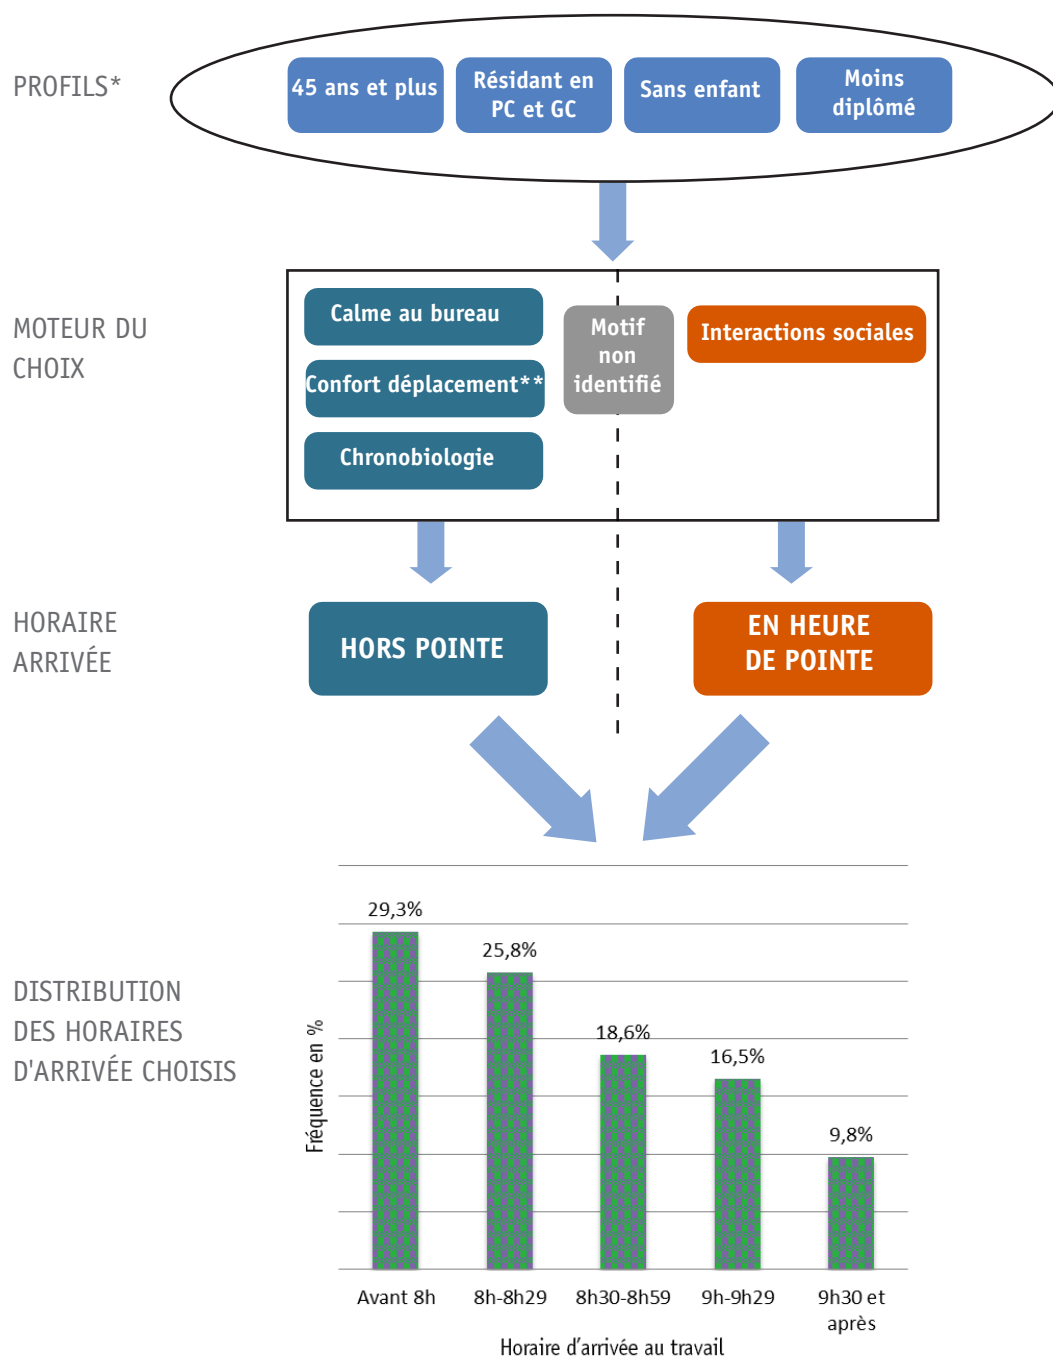 PROFILS*
45 ans et plus
Résidant en
PC et GC
Sans enfant
Moins
diplômé
MOTEUR DU
CHOIX
Calme au bureau
Confort déplacement**
Chronobiologie
Motif
non
identifié
Interactions sociales
HORAIRE
ARRIVÉE
HORS POINTE
EN HEURE
DE POINTE
DISTRIBUTION
DES HORAIRES
D'ARRIVÉE CHOISIS
Fréquence en %
29,3%
25,8%
18,6%
16,5%
9,8%
Avant 8h
8h-8h29
8h30-8h59
9h-9h29
9h30 et
après
Horaire d’arrivée au travail